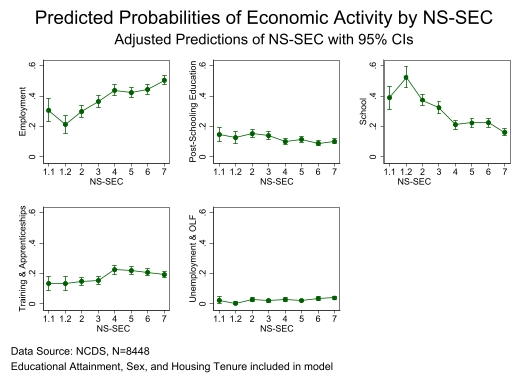 Predicted Probabilities of Economic Activity by NS-SEC
Adjusted Predictions of NS-SEC with 95% CIs
Employment
0 .2 .4 .6
1.1 1.2 2 3 4 5 6 7
NS-SEC
Post-Schooling Education
0 .2 .4 .6
1.1 1.2 2 3 4 5 6 7
NS-SEC
School
0 .2 .4 .6
1.1 1.2 2 3 4 5 6 7
NS-SEC
Training & Apprenticeships
0 .2 .4 .6
1.1 1.2 2 3 4 5 6 7
NS-SEC
Unemployment & OLF
0 .2 .4 .6
1.1 1.2 2 3 4 5 6 7
NS-SEC
Data Source: NCDS, N=8448
Educational Attainment, Sex, and Housing Tenure included in model